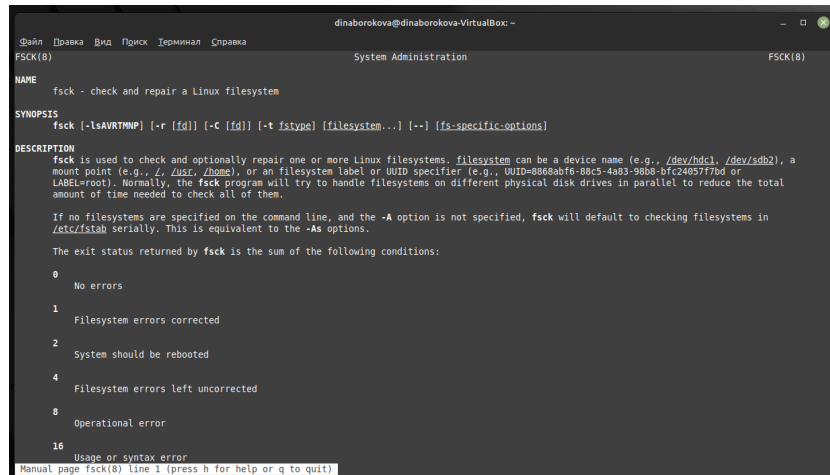 dinaborokova@dinaborokova-VirtualBox: ~
Файл Правка Вид Поиск Терминал Справка
FSCK(8) System Administration FSCK(8)
NAME
fsck - check and repair a Linux filesystem
SYNOPSIS
fsck [-lsAVRTMNP] [-r [fd]] [-C [fd]] [-t fstype] [filesystem...] [--] [fs-specific-options]
DESCRIPTION
fsck is used to check and optionally repair one or more Linux filesystems. filesystem can be a device name (e.g., /dev/hdc1, /dev/sdb2), a
mount point (e.g., /, /usr, /home), or an filesystem label or UUID specifier (e.g., UUID=8868abf6-88c5-4a83-98b8-bfc24057f7bd or
LABEL=root). Normally, the fsck program will try to handle filesystems on different physical disk drives in parallel to reduce the total
amount of time needed to check all of them.
If no filesystems are specified on the command line, and the -A option is not specified, fsck will default to checking filesystems in
/etc/fstab serially. This is equivalent to the -As options.
The exit status returned by fsck is the sum of the following conditions:
0
No errors
1
Filesystem errors corrected
2
System should be rebooted
4
Filesystem errors left uncorrected
8
Operational error
16
Usage or syntax error
Manual page fsck(8) line 1 (press h for help or q to quit)